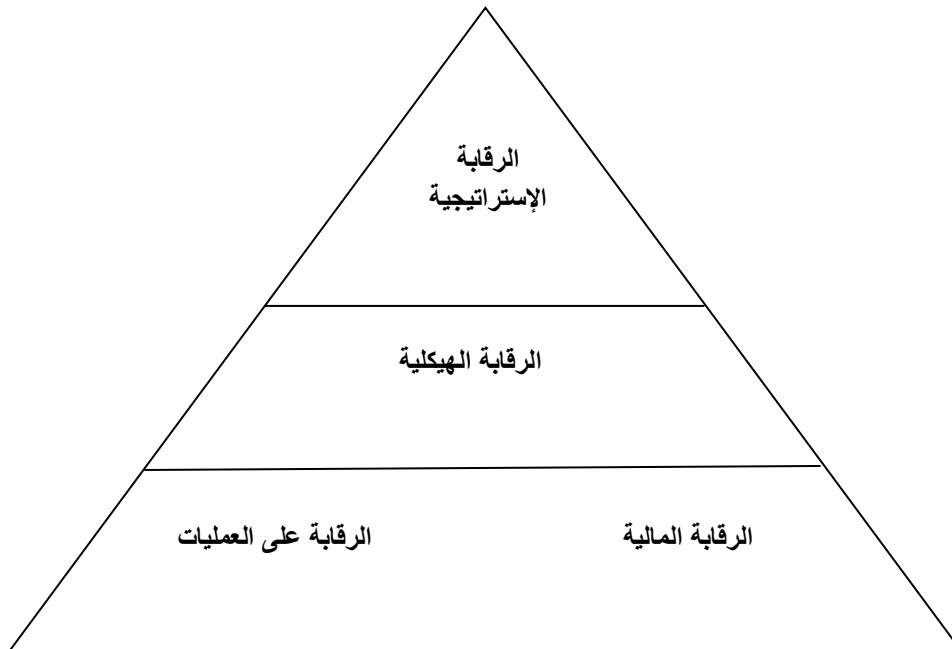 الرقابة
الإستراتيجية
الرقابة الهيكلية
الرقابة المالية
الرقابة على العمليات